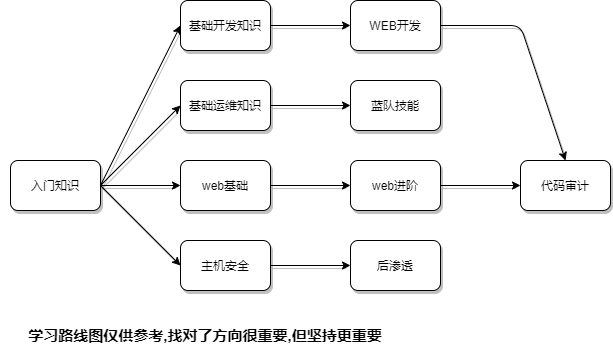 基础开发知识
WEB开发
基础运维知识
蓝队技能
入门知识
web基础
web进阶
代码审计
主机安全
后渗透
学习路线图仅供参考,找对了方向很重要,但坚持更重要